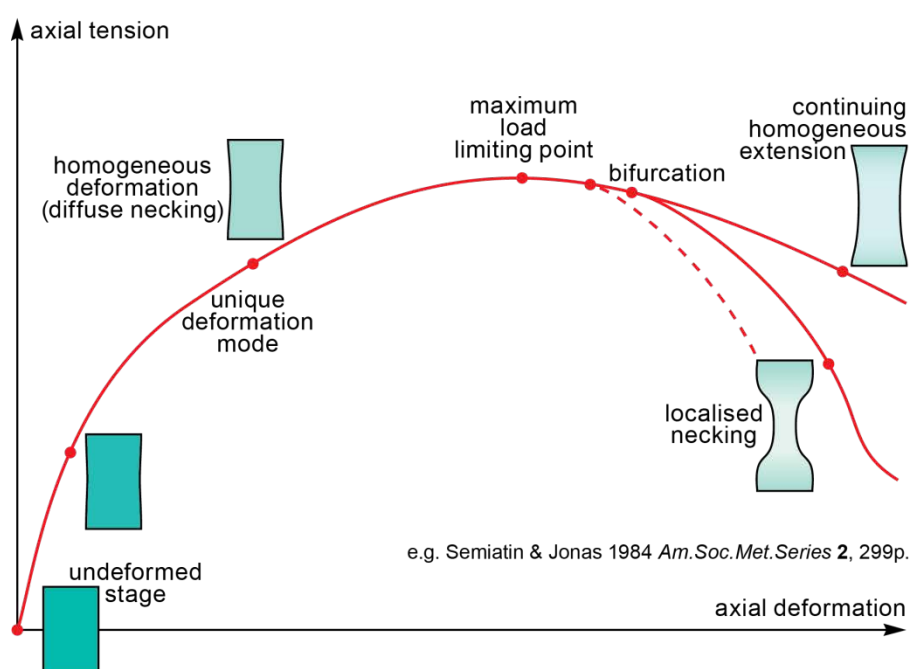 axial tension
maximum
load
limiting point
continuing
homogeneous
extension
homogeneous
deformation
(diffuse necking)
bifurcation
unique
deformation
mode
localised
necking
e.g. Semiatin & Jonas 1984 Am.Soc.Met.Series 2, 299p.
undeformed
stage
axial deformation